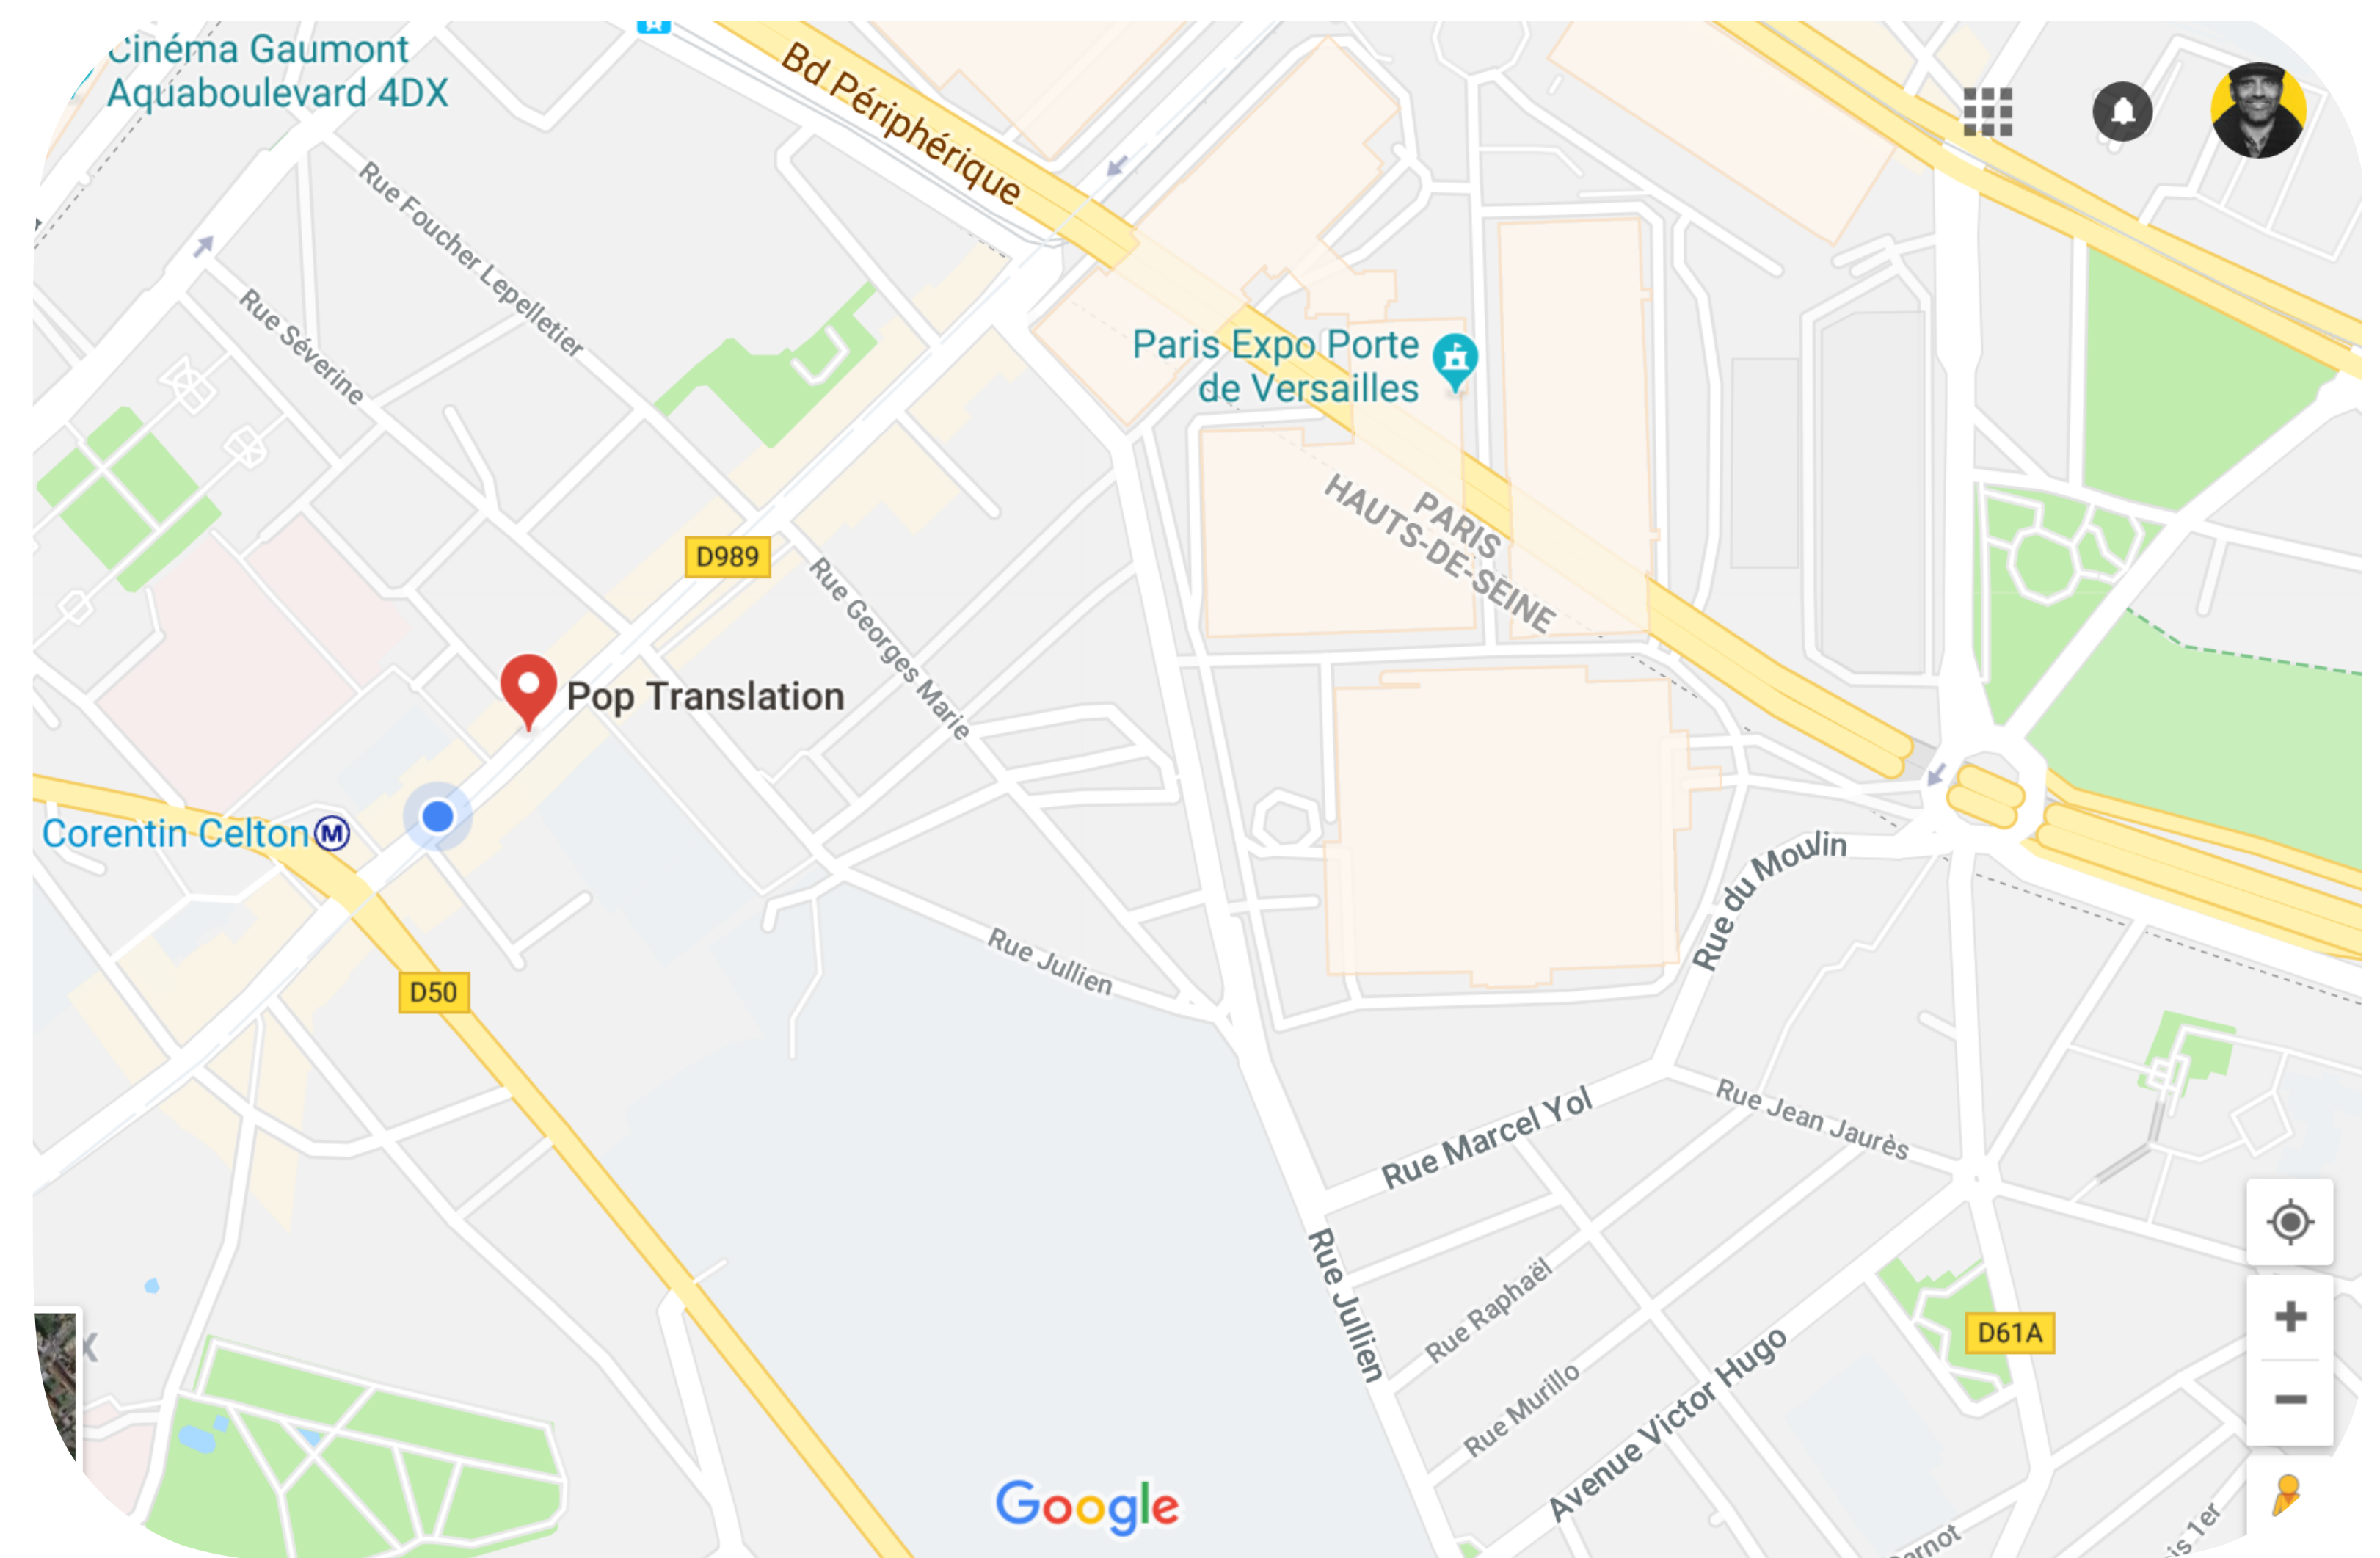 Cinéma Gaumont
Aquaboulevard 4DX
Bd Périphérique
Rue Foucher Lepelletier
Rue Séverine
Paris Expo Porte
de Versailles
PARIS
HAUTS-DE-SEINE
D989
Rue Georges Marie
Pop Translation
Corentin Celton
M
Rue du Moulin
D50
Rue Jullien
Rue Marcel Yol
Rue Jean Jaurès
Rue Jullien
Rue Raphaël
D61A
Rue Murillo
Avenue Victor Hugo
Google